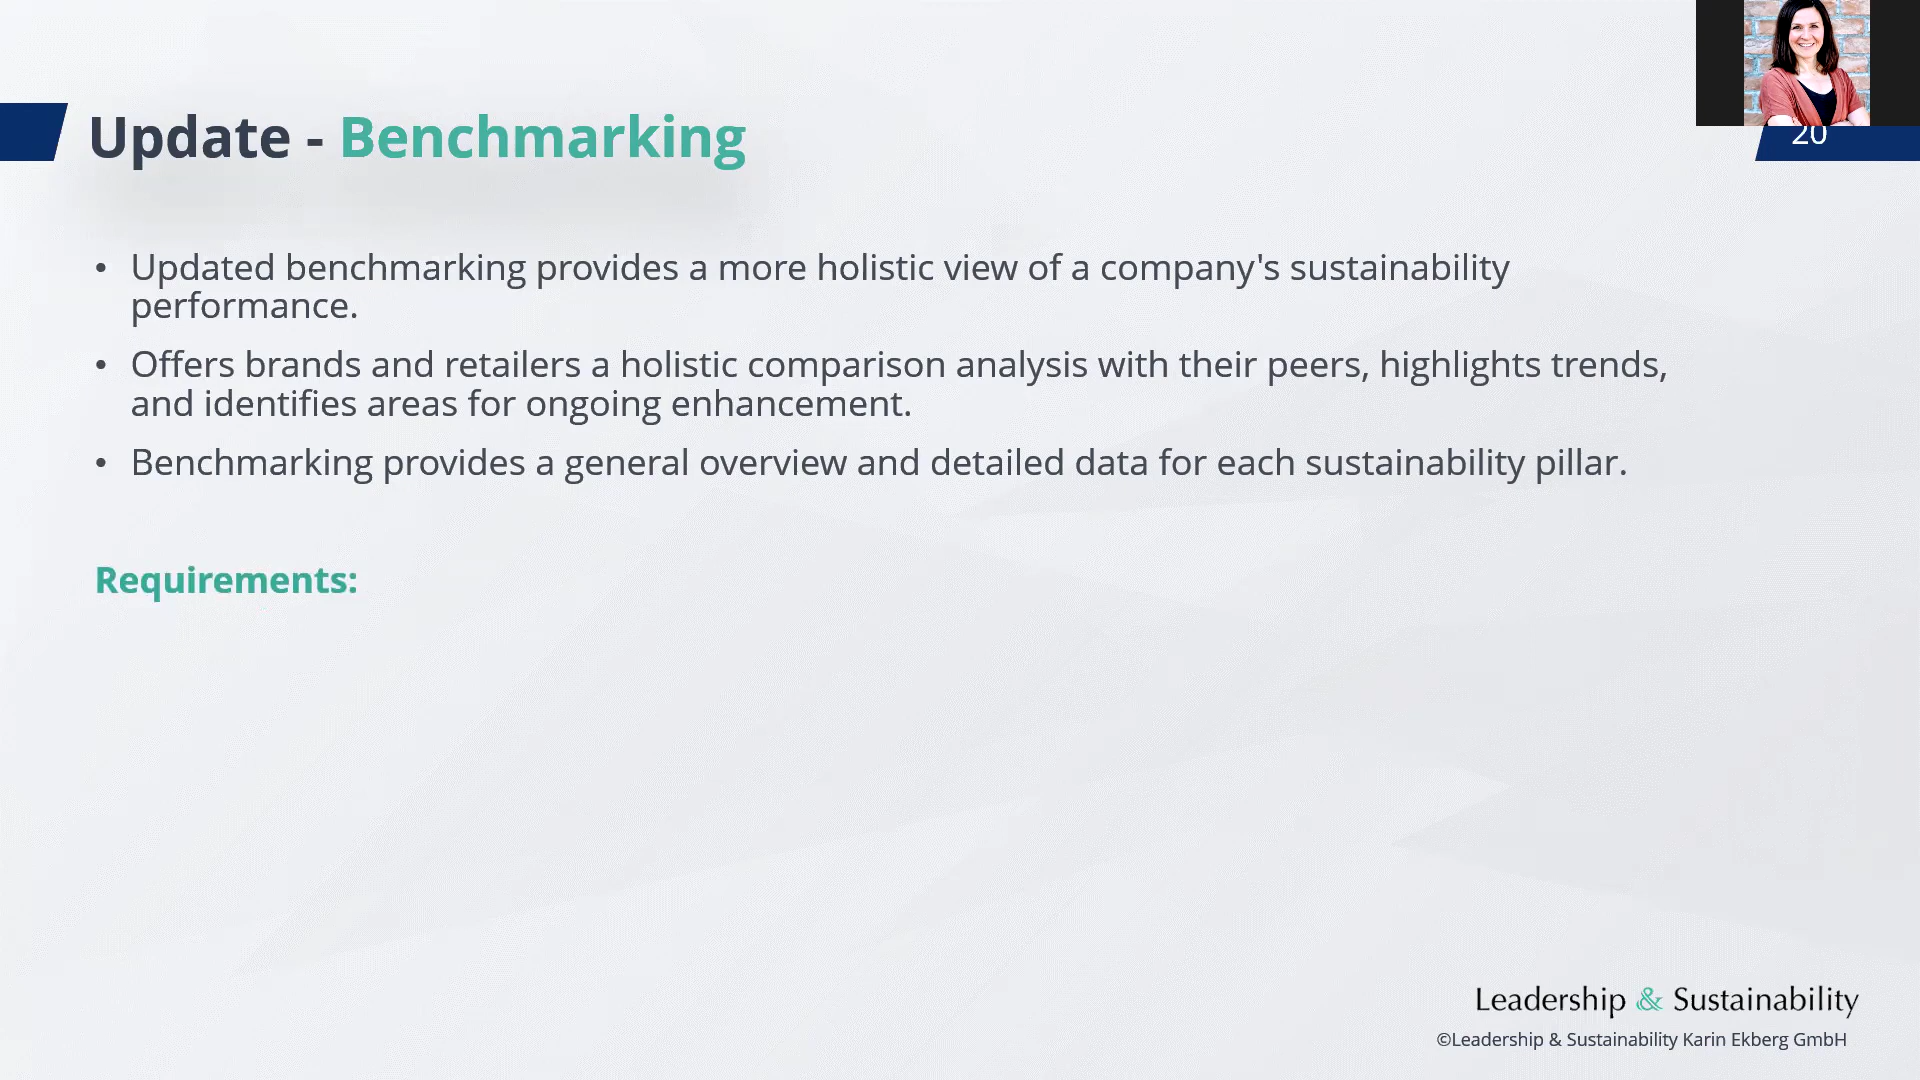 Update - Benchmarking
20
• Updated benchmarking provides a more holistic view of a company's sustainability
performance.
• Offers brands and retailers a holistic comparison analysis with their peers, highlights trends,
and identifies areas for ongoing enhancement.
• Benchmarking provides a general overview and detailed data for each sustainability pillar.
Requirements:
Leadership & Sustainability
©Leadership & Sustainability Karin Ekberg GmbH